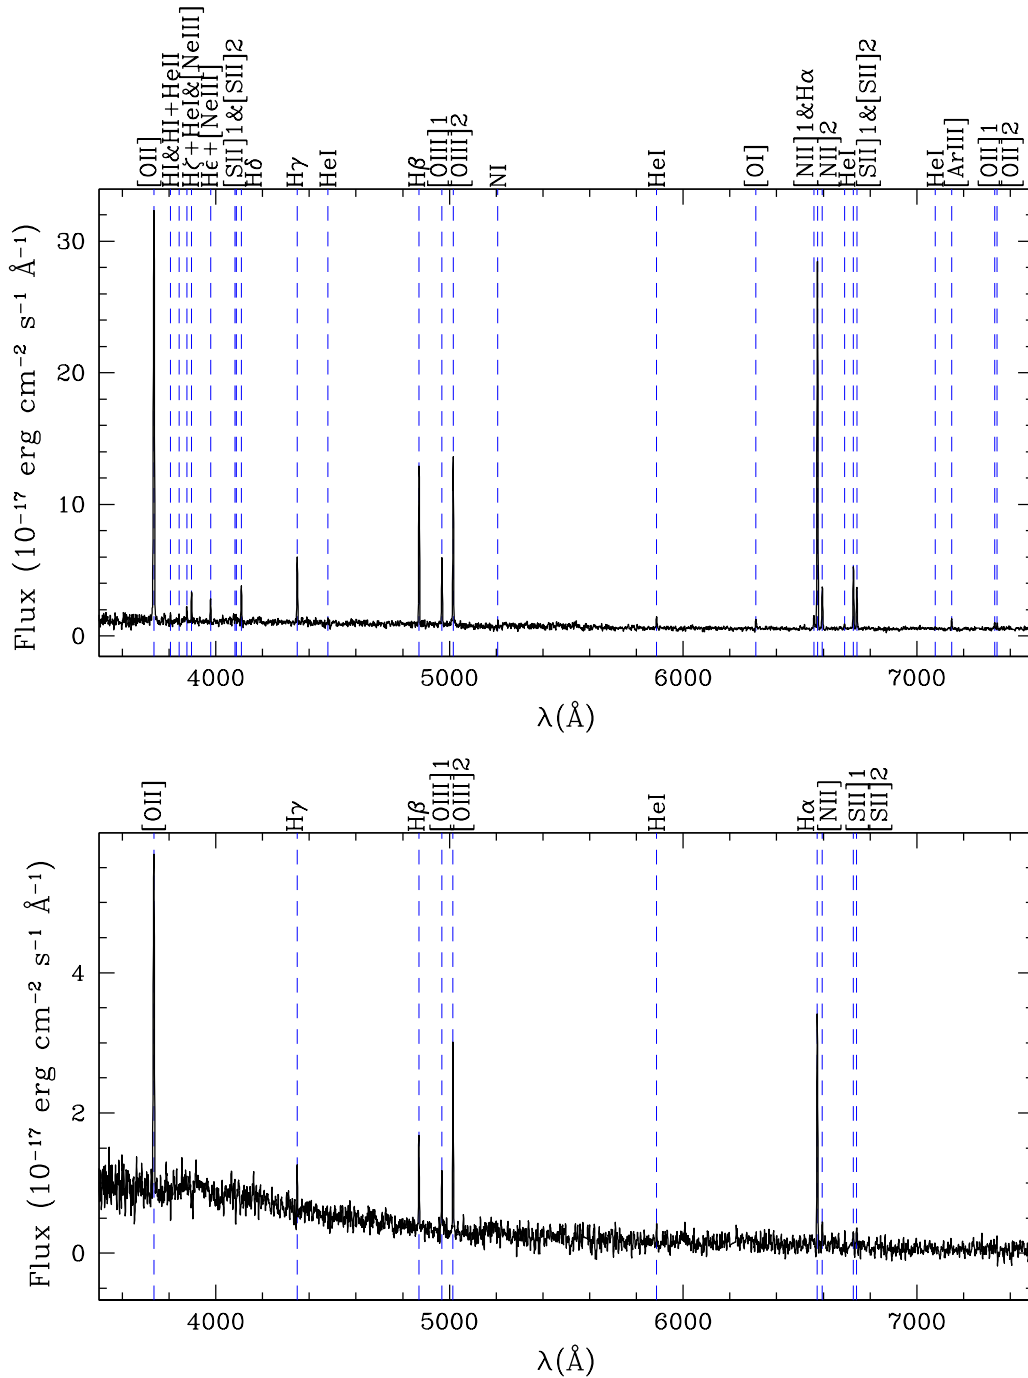 [OII]
HI&HI+HeII
Hζ+HeI&[NeIII]
Hε+[NeIII]
[SII]1&[SII]2
Hδ
Hγ
HeI
Hβ
[OIII]1
[OIII]2
NI
HeI
[OI]
[NII]1&Hα
[NII]2
HeI
[SII]1&[SII]2
HeI
[ArIII]
[OII]1
[OII]2
Flux (10⁻¹⁷ erg cm⁻² s⁻¹ Å⁻¹)
30
20
10
0
4000 5000 6000 7000
λ(Å)
[OII]
Hγ
Hβ
[OIII]1
[OIII]2
HeI
Hα
[NII]
[SII]1
[SII]2
Flux (10⁻¹⁷ erg cm⁻² s⁻¹ Å⁻¹)
4
2
0
4000 5000 6000 7000
λ(Å)